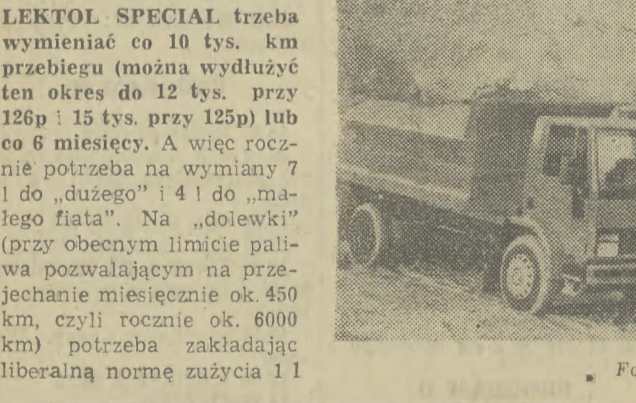 LEKTOL SPECIAL trzeba
wymieniać co 10 tys. km
przebiegu (można wydłużyć
ten okres do 12 tys. przy
126p i 15 tys. przy 125p) lub
co 6 miesięcy. A więc rocz-
nie potrzeba na wymiany 7
l do „dużego” i 4 l do „ma-
łego fiata”. Na „dolewki”
(przy obecnym limicie pali-
wa pozwalającym na prze-
jechanie miesięcznie ok. 450
km, czyli rocznie ok. 6000
km) potrzeba zakładając
liberalną normę zużycia 1 l
Fo